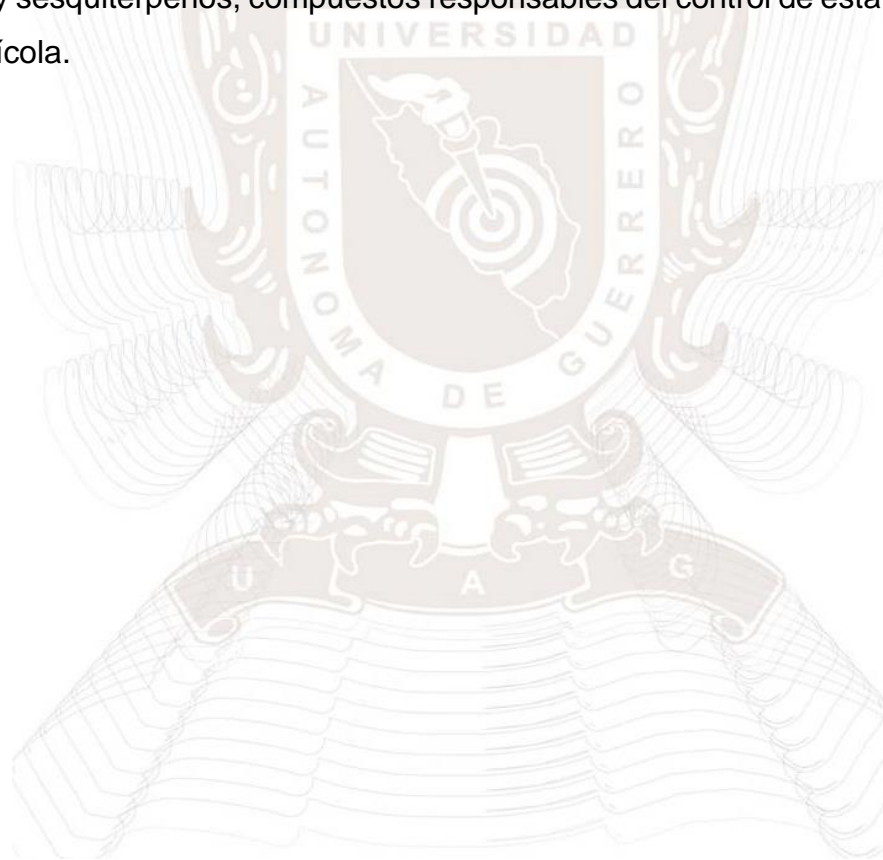 y sesquiterpenos, compuestos responsables del control de esta
ícola.
UNIVERSIDAD
AUTONOMA DE GUERRERO
U A G